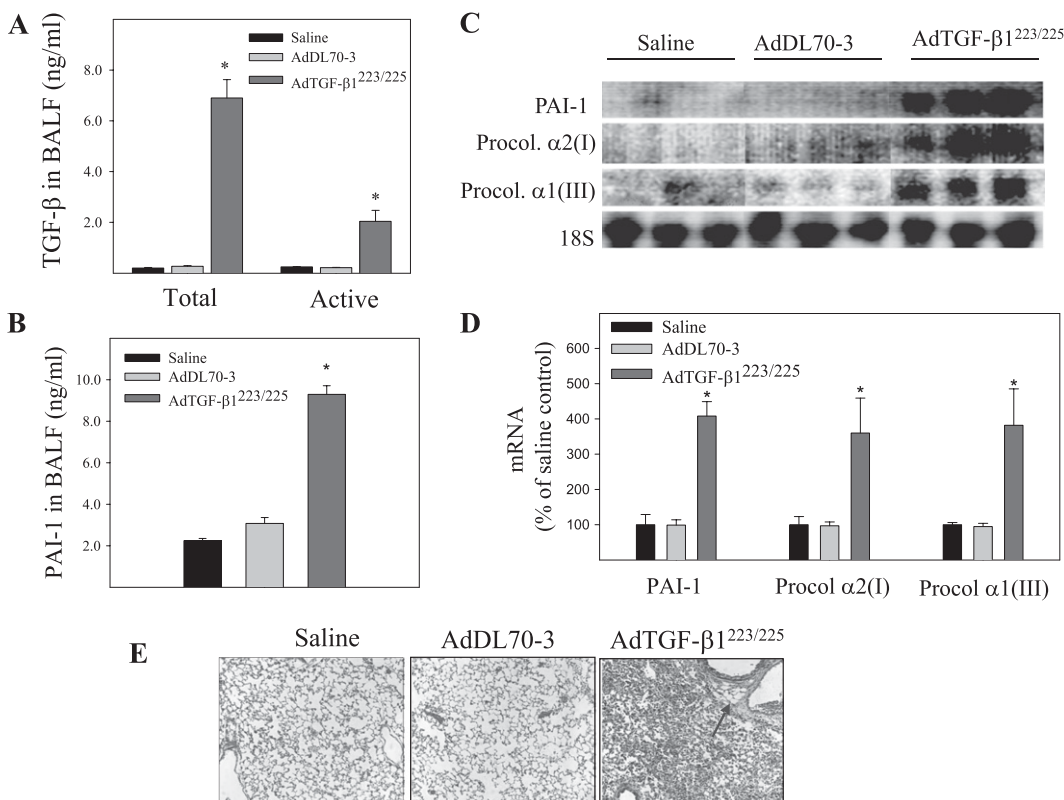 A
TGF-β in BALF (ng/ml)
8.0
6.0
4.0
2.0
Saline
AdDL70-3
AdTGF-β1223/225
*
*
Total
Active
B
PAI-1 in BALF (ng/ml)
10.0
8.0
6.0
4.0
2.0
Saline
AdDL70-3
AdTGF-β1223/225
*
C
Saline
AdDL70-3
AdTGF-β1223/225
PAI-1
Procol. α2(I)
Procol. α1(III)
18S
D
mRNA
(% of saline control)
600
500
400
300
200
100
Saline
AdDL70-3
AdTGF-β1223/225
*
*
*
PAI-1
Procol α2(I)
Procol α1(III)
E
Saline
AdDL70-3
AdTGF-β1223/225